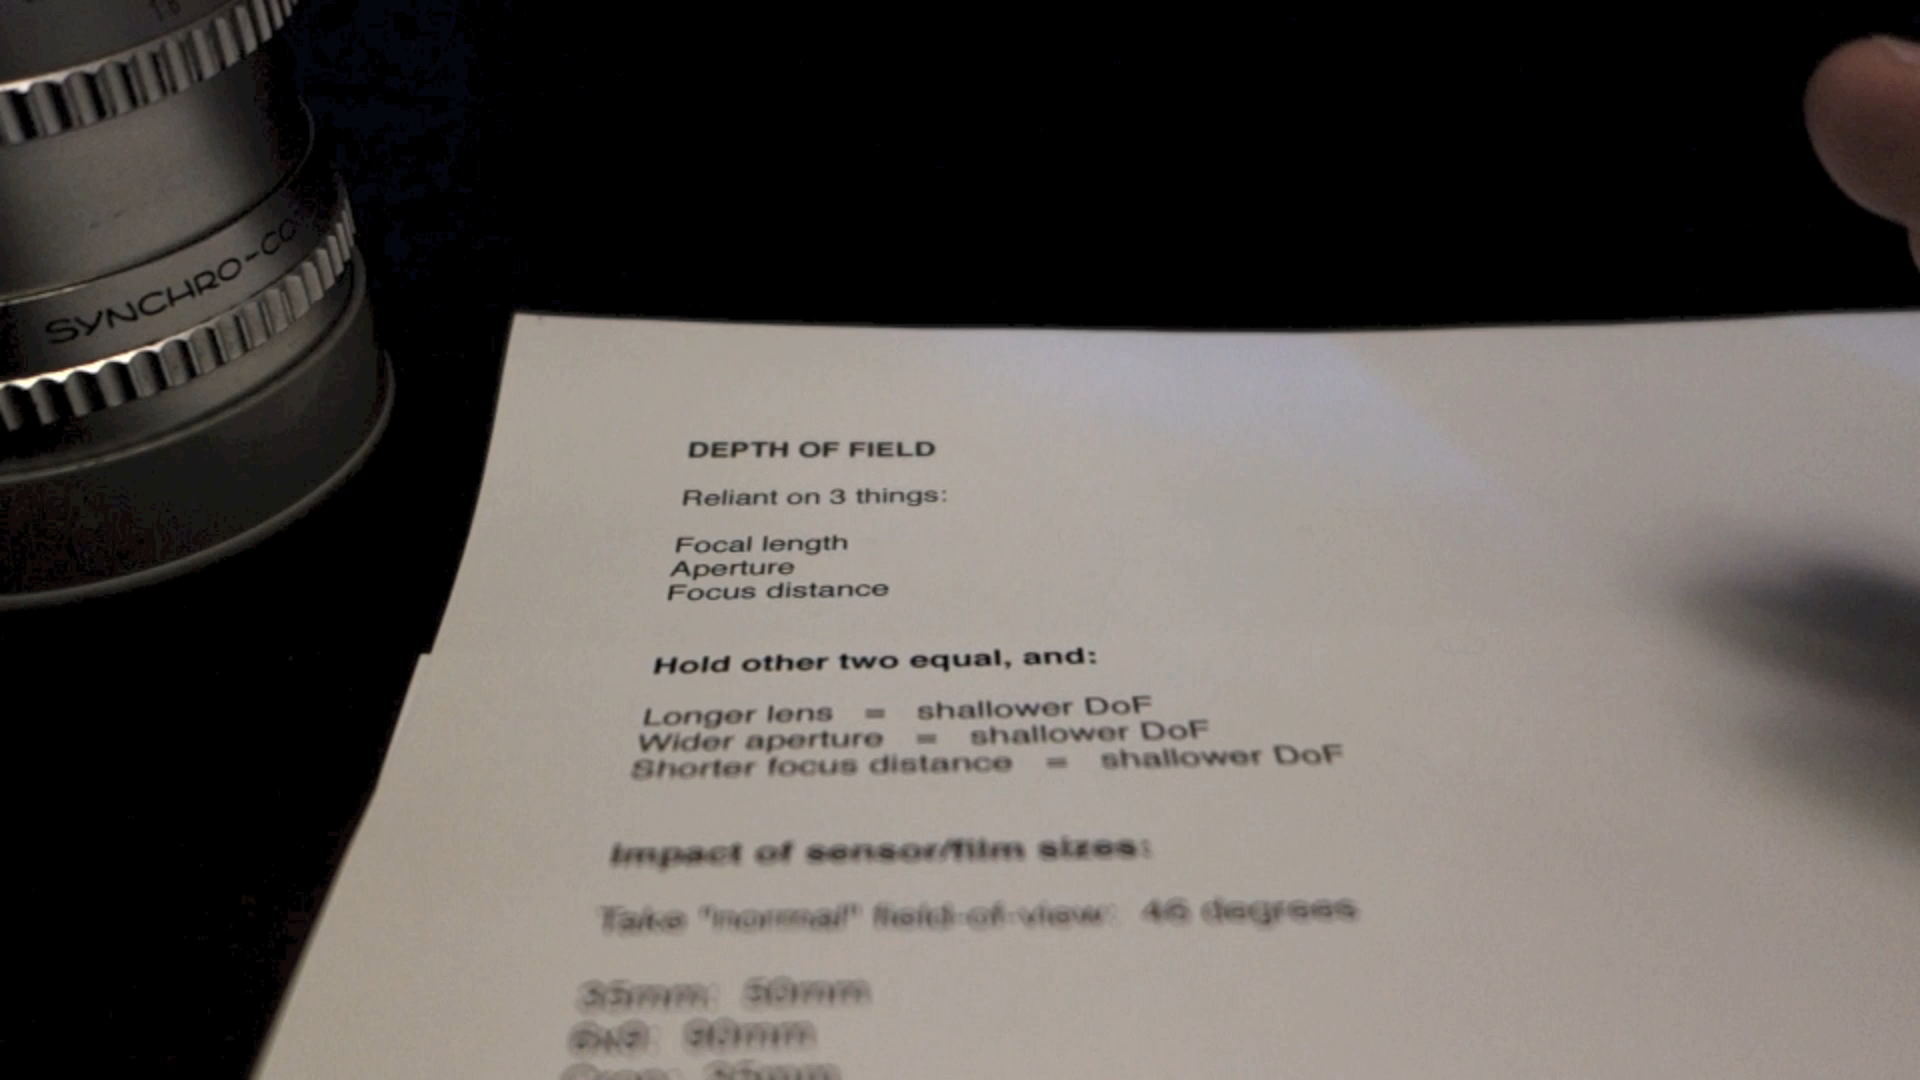 SYNCHRO-CO
DEPTH OF FIELD
Reliant on 3 things:
Focal length
Aperture
Focus distance
Hold other two equal, and:
Longer lens = shallower DoF
Wider aperture = shallower DoF
Shorter focus distance = shallower DoF
Impact of sensor/film sizes:
Take "normal" field-of-view: 46 degrees
35mm: 50mm